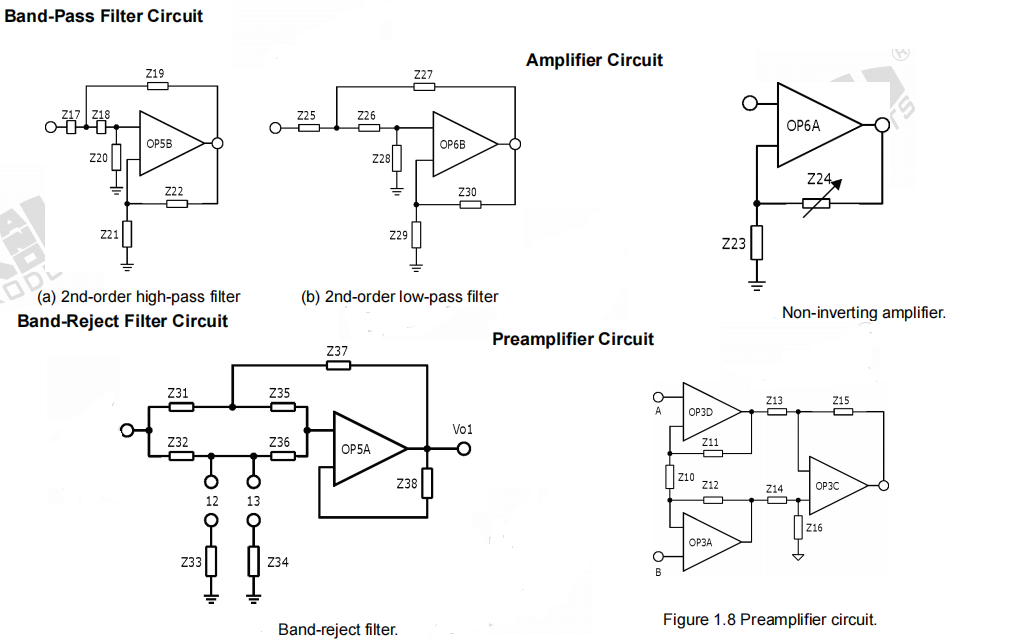 Band-Pass Filter Circuit
Z19
Z17 Z18
OP5B
Z20
Z22
Z21
(a) 2nd-order high-pass filter
Z27
Z25 Z26
OP6B
Z28
Z30
Z29
(b) 2nd-order low-pass filter
Amplifier Circuit
OP6A
Z24
Z23
Non-inverting amplifier.
Band-Reject Filter Circuit
Z37
Z31 Z35
Z32 Z36
OP5A
Vo1
Z38
12 13
Z33 Z34
Band-reject filter.
Preamplifier Circuit
A
OP3D
Z13 Z15
Z11
Z10
Z12
Z14
OP3C
Z16
OP3A
B
Figure 1.8 Preamplifier circuit.